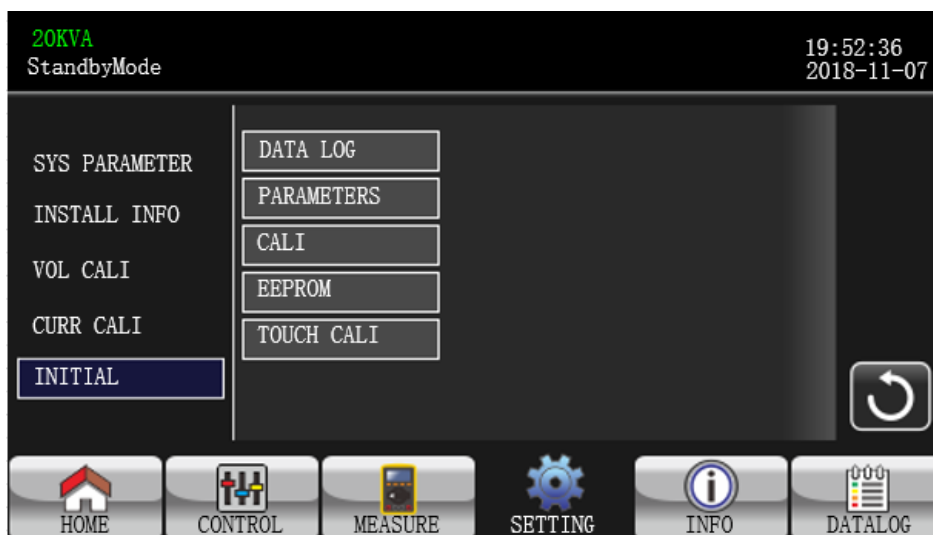 20KVA
StandbyMode
19:52:36
2018-11-07
SYS PARAMETER
INSTALL INFO
VOL CALI
CURR CALI
INITIAL
DATA LOG
PARAMETERS
CALI
EEPROM
TOUCH CALI
HOME
CONTROL
MEASURE
SETTING
INFO
DATALOG